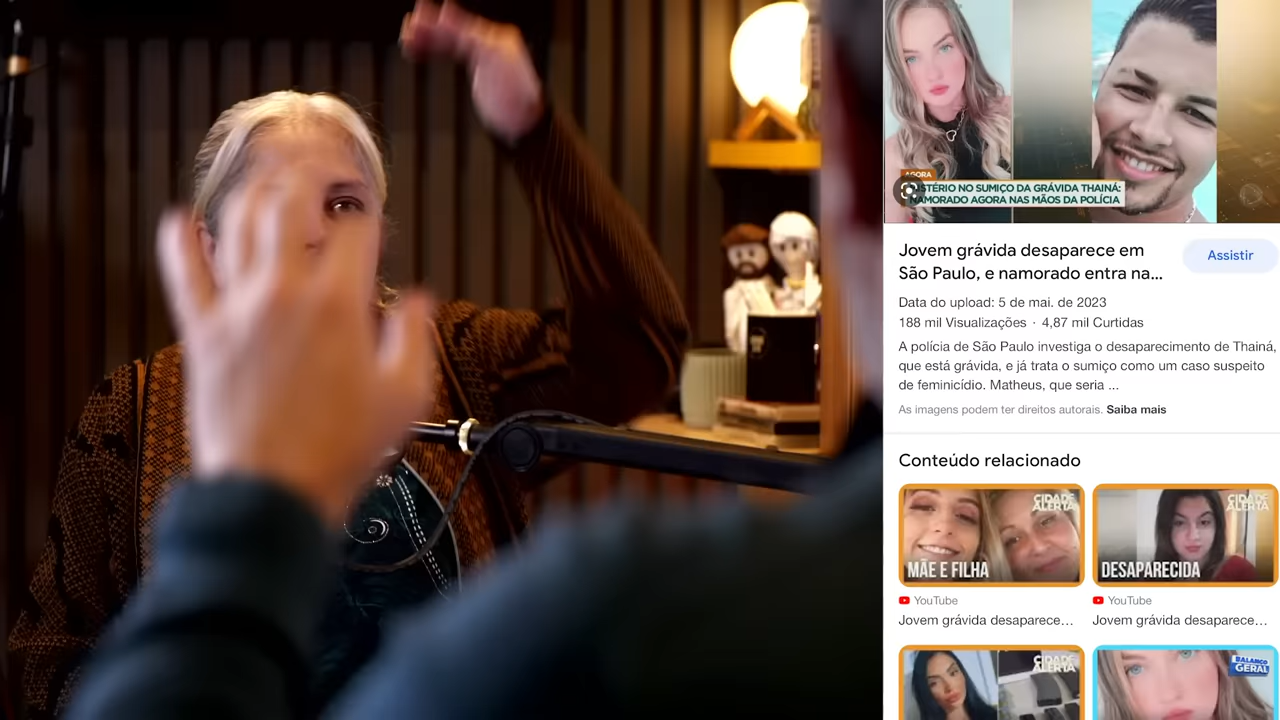 AGORA
ISTÉRIO NO SUMIÇO DA GRÁVIDA THAINÁ:
NAMORADO AGORA NAS MÃOS DA POLÍCIA
Jovem grávida desaparece em
São Paulo, e namorado entra na...
Assistir
Data do upload: 5 de mai. de 2023
188 mil Visualizações · 4,87 mil Curtidas
A polícia de São Paulo investiga o desaparecimento de Thainá,
que está grávida, e já trata o sumiço como um caso suspeito
de feminicídio. Matheus, que seria ...
As imagens podem ter direitos autorais. Saiba mais
Conteúdo relacionado
CIDADE
ALERTA
MÃE E FILHA
CIDADE
ALERTA
DESAPARECIDA
YouTube
YouTube
Jovem grávida desaparece...
Jovem grávida desaparece...
CIDADE
ALERTA
BALANÇO
GERAL